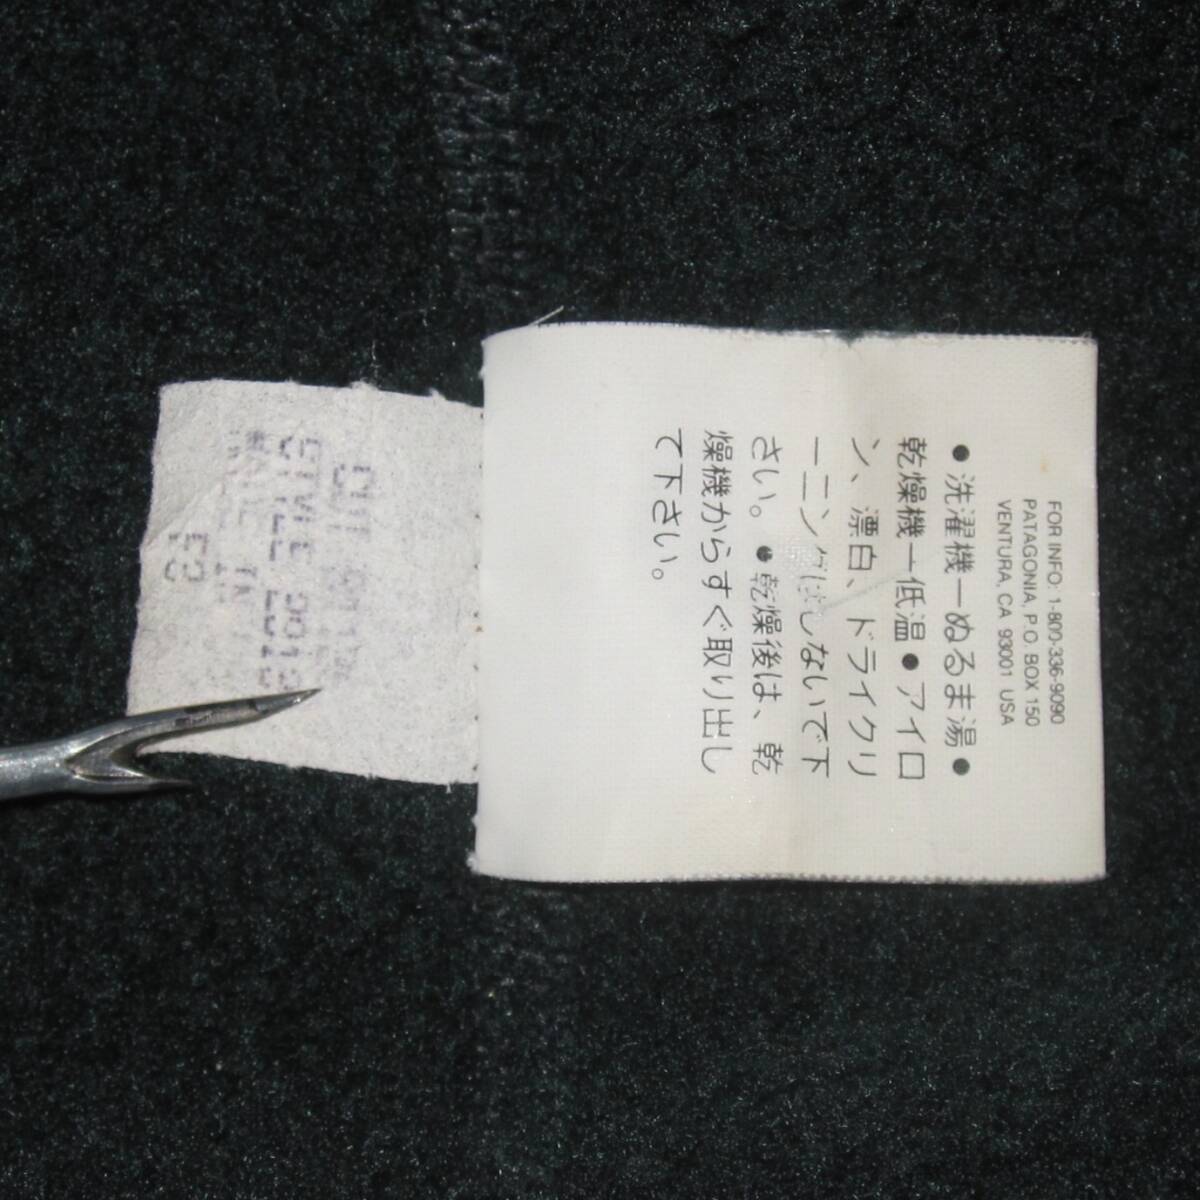 FOR INFO: 1-800-336-9090
PATAGONIA, P.O. BOX 150
VENTURA, CA 93001 USA
●洗濯機—ぬるま湯●
乾燥機—低温●アイロ
ン、漂白、ドライクリ
ーニングはしないで下
さい。●乾燥後は、乾
燥機からすぐ取り出し
て下さい。
CUT
STYLE